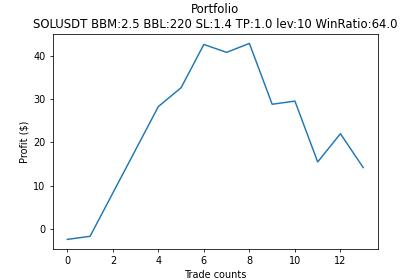 Portfolio
SOLUSDT BBM:2.5 BBL:220 SL:1.4 TP:1.0 lev:10 WinRatio:64.0
40
30
20
10
0
Profit ($)
0 2 4 6 8 10 12
Trade counts